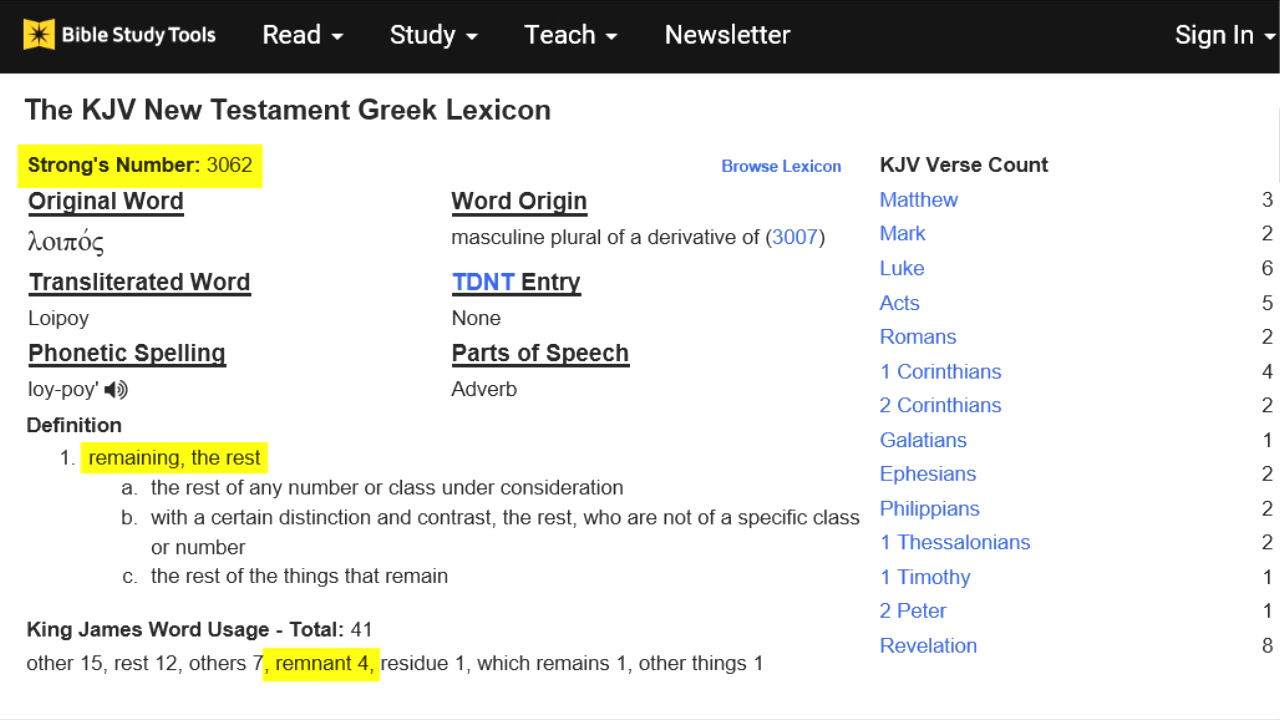 Bible Study Tools Read Study Teach Newsletter Sign In
The KJV New Testament Greek Lexicon
Strong's Number: 3062
Browse Lexicon
Original Word
λοιπός
Word Origin
masculine plural of a derivative of (3007)
Transliterated Word
Loipoy
TDNT Entry
None
Phonetic Spelling
loy-poy'
Parts of Speech
Adverb
Definition
1. remaining, the rest
a. the rest of any number or class under consideration
b. with a certain distinction and contrast, the rest, who are not of a specific class
or number
c. the rest of the things that remain
King James Word Usage - Total: 41
other 15, rest 12, others 7, remnant 4, residue 1, which remains 1, other things 1
KJV Verse Count
Matthew 3
Mark 2
Luke 6
Acts 5
Romans 2
1 Corinthians 4
2 Corinthians 2
Galatians 1
Ephesians 2
Philippians 2
1 Thessalonians 2
1 Timothy 1
2 Peter 1
Revelation 8